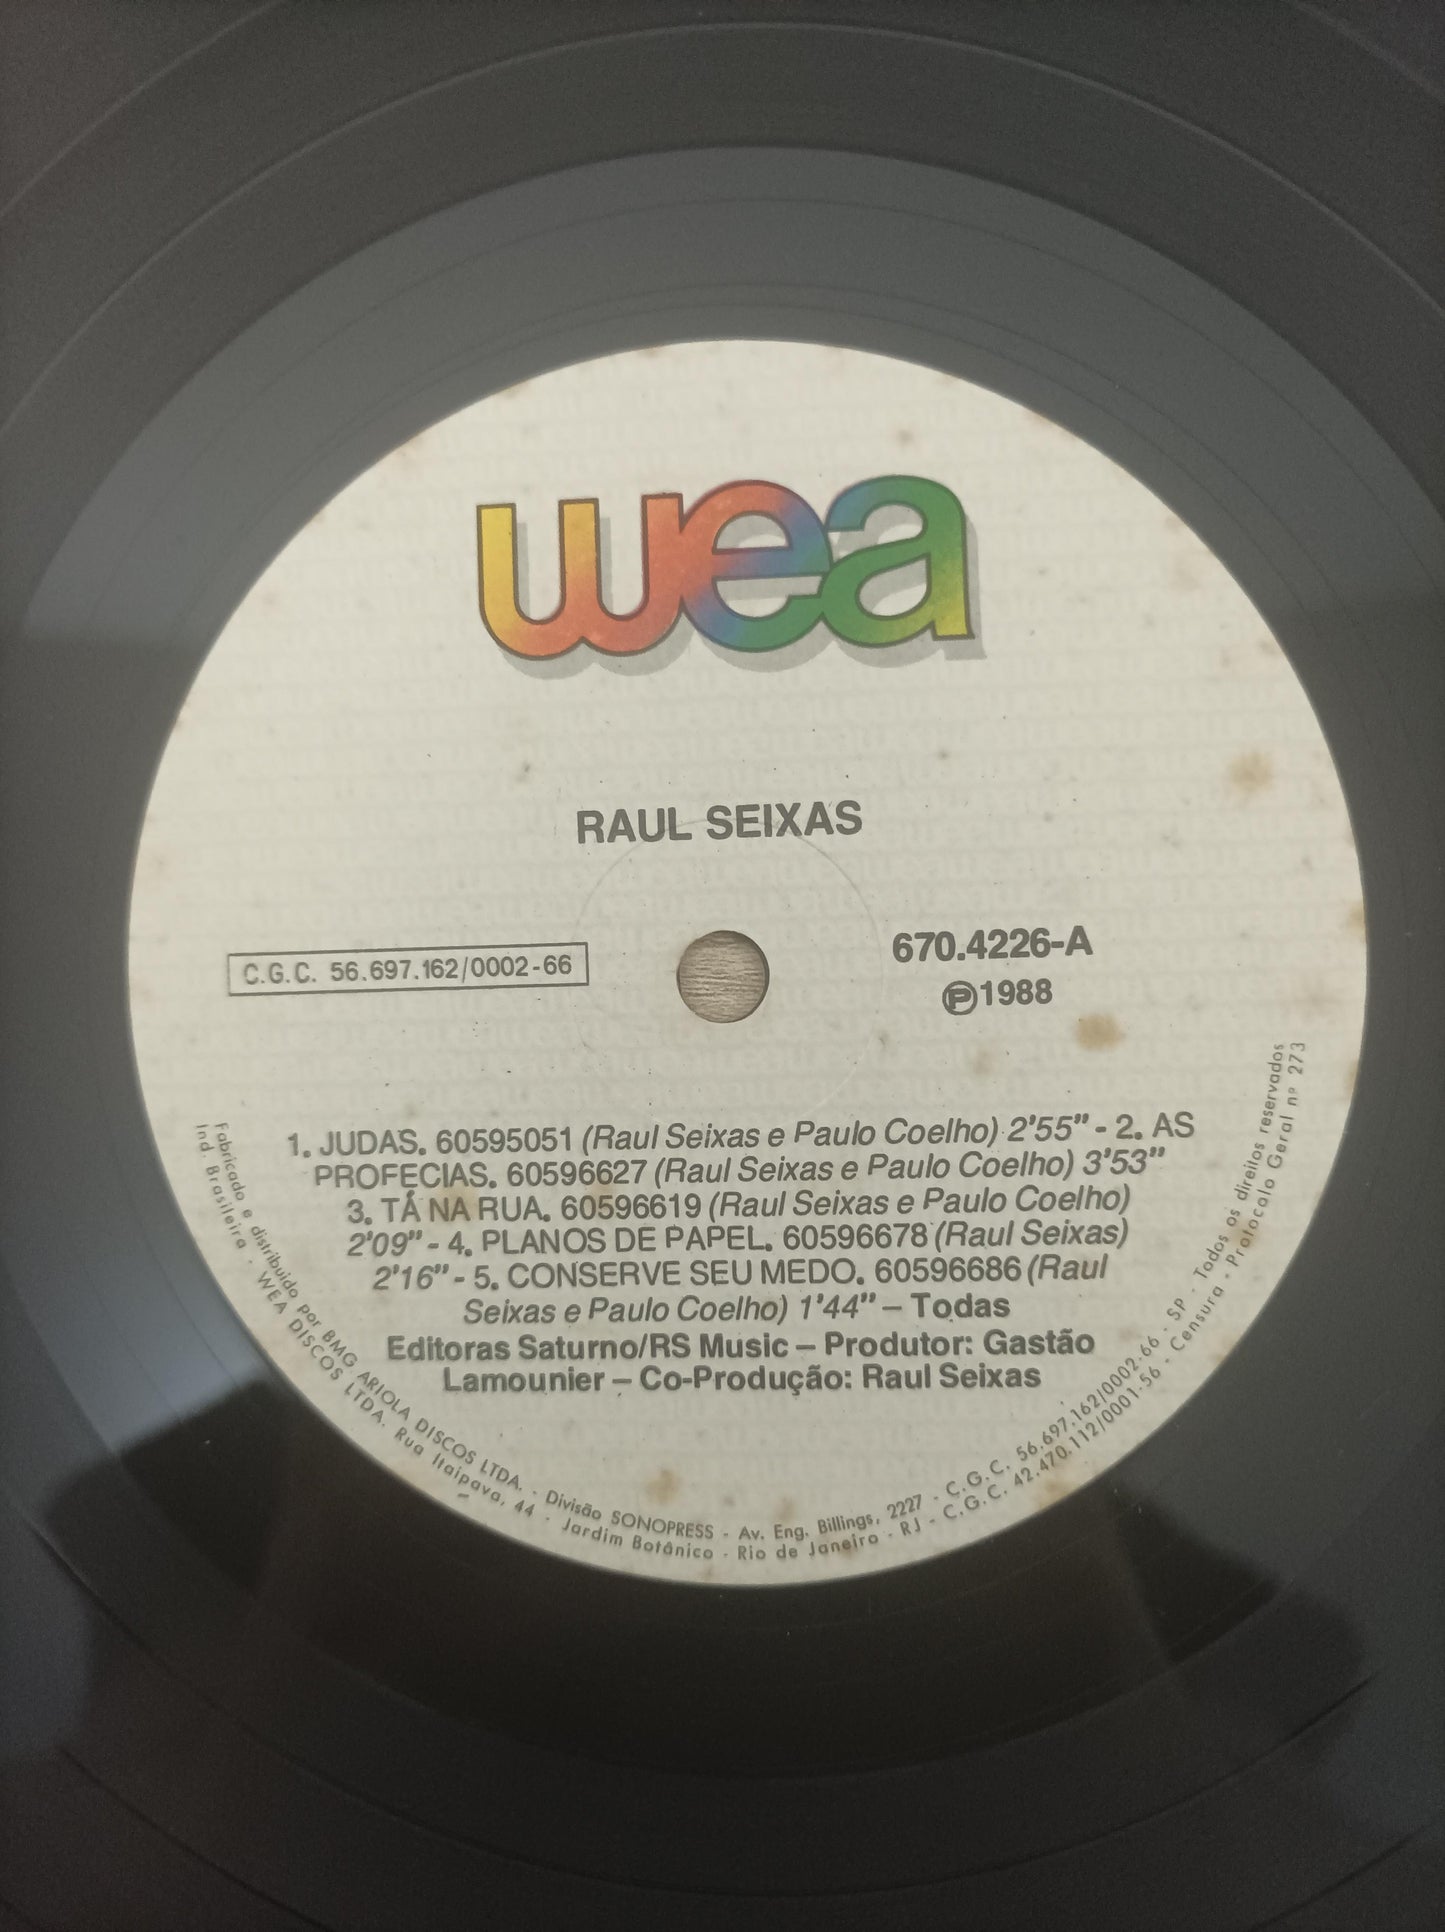 wea
RAUL SEIXAS
C.G.C. 56.697.162/0002-66
670.4226-A
Ⓟ1988
1. JUDAS. 60595051 (Raul Seixas e Paulo Coelho) 2'55" - 2. AS
PROFECIAS. 60596627 (Raul Seixas e Paulo Coelho) 3'53"
3. TÁ NA RUA. 60596619 (Raul Seixas e Paulo Coelho)
2'09" - 4. PLANOS DE PAPEL. 60596678 (Raul Seixas)
2'16" - 5. CONSERVE SEU MEDO. 60596686 (Raul
Seixas e Paulo Coelho) 1'44" – Todas
Editoras Saturno/RS Music – Produtor: Gastão
Lamounier – Co-Produção: Raul Seixas
Fabricado e distribuído por BMG ARIOLA DISCOS LTDA. - Divisão SONOPRESS - Av. Eng. Billings, 2227 - C.G.C. 56.697.162/0002-66 - SP - Todos os direitos reservados
Ind. Brasileira - WEA DISCOS LTDA. Rua Itaipava, 44 - Jardim Botânico - Rio de Janeiro - RJ - C.G.C. 42.470.112/0001-56 - Censura - Protocolo Geral nº 273